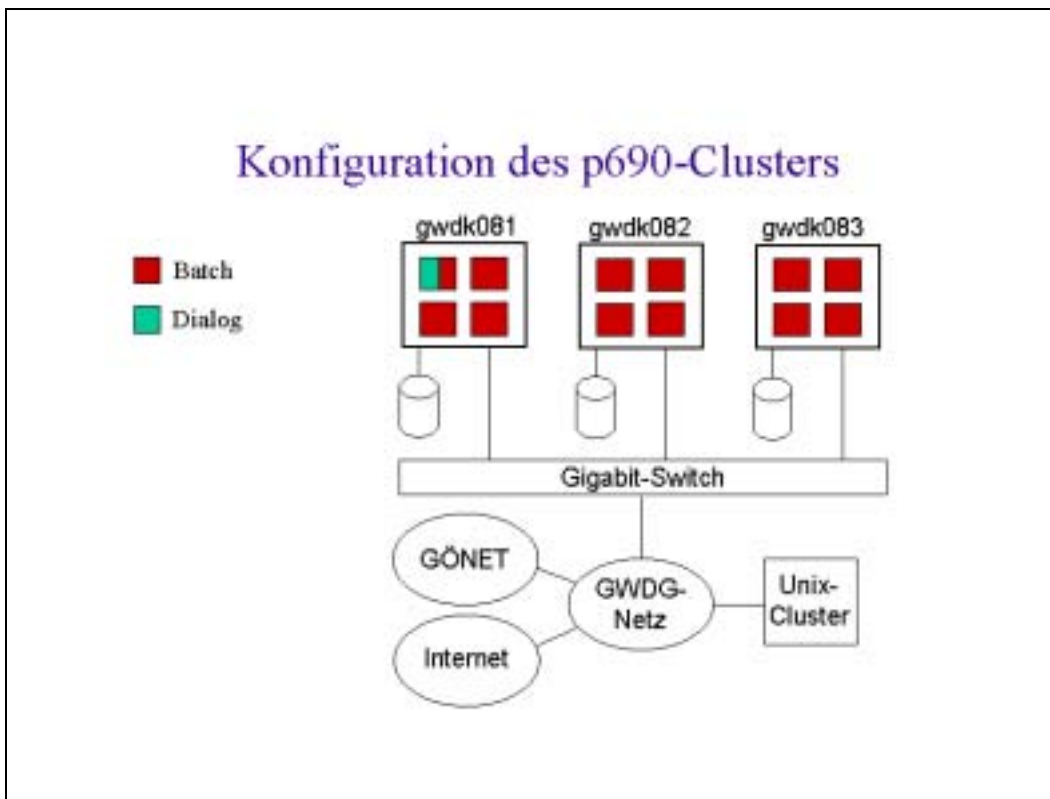 Konfiguration des p690-Clusters
gwdk081
gwdk082
gwdk083
Batch
Dialog
Gigabit-Switch
GÖNET
GWDG-
Netz
Unix-
Cluster
Internet